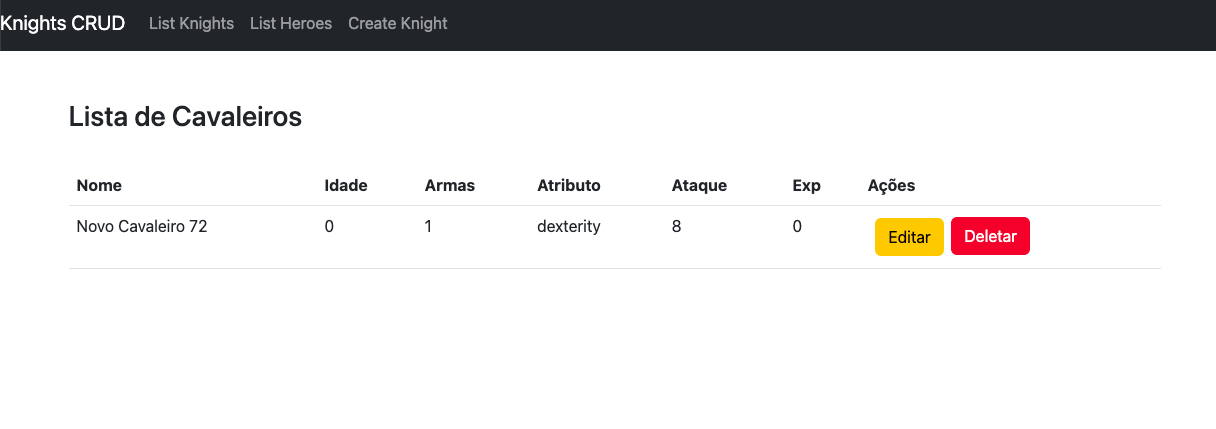 Knights CRUD List Knights List Heroes Create Knight
Lista de Cavaleiros
Nome Idade Armas Atributo Ataque Exp Ações
Novo Cavaleiro 72 0 1 dexterity 8 0 Editar Deletar